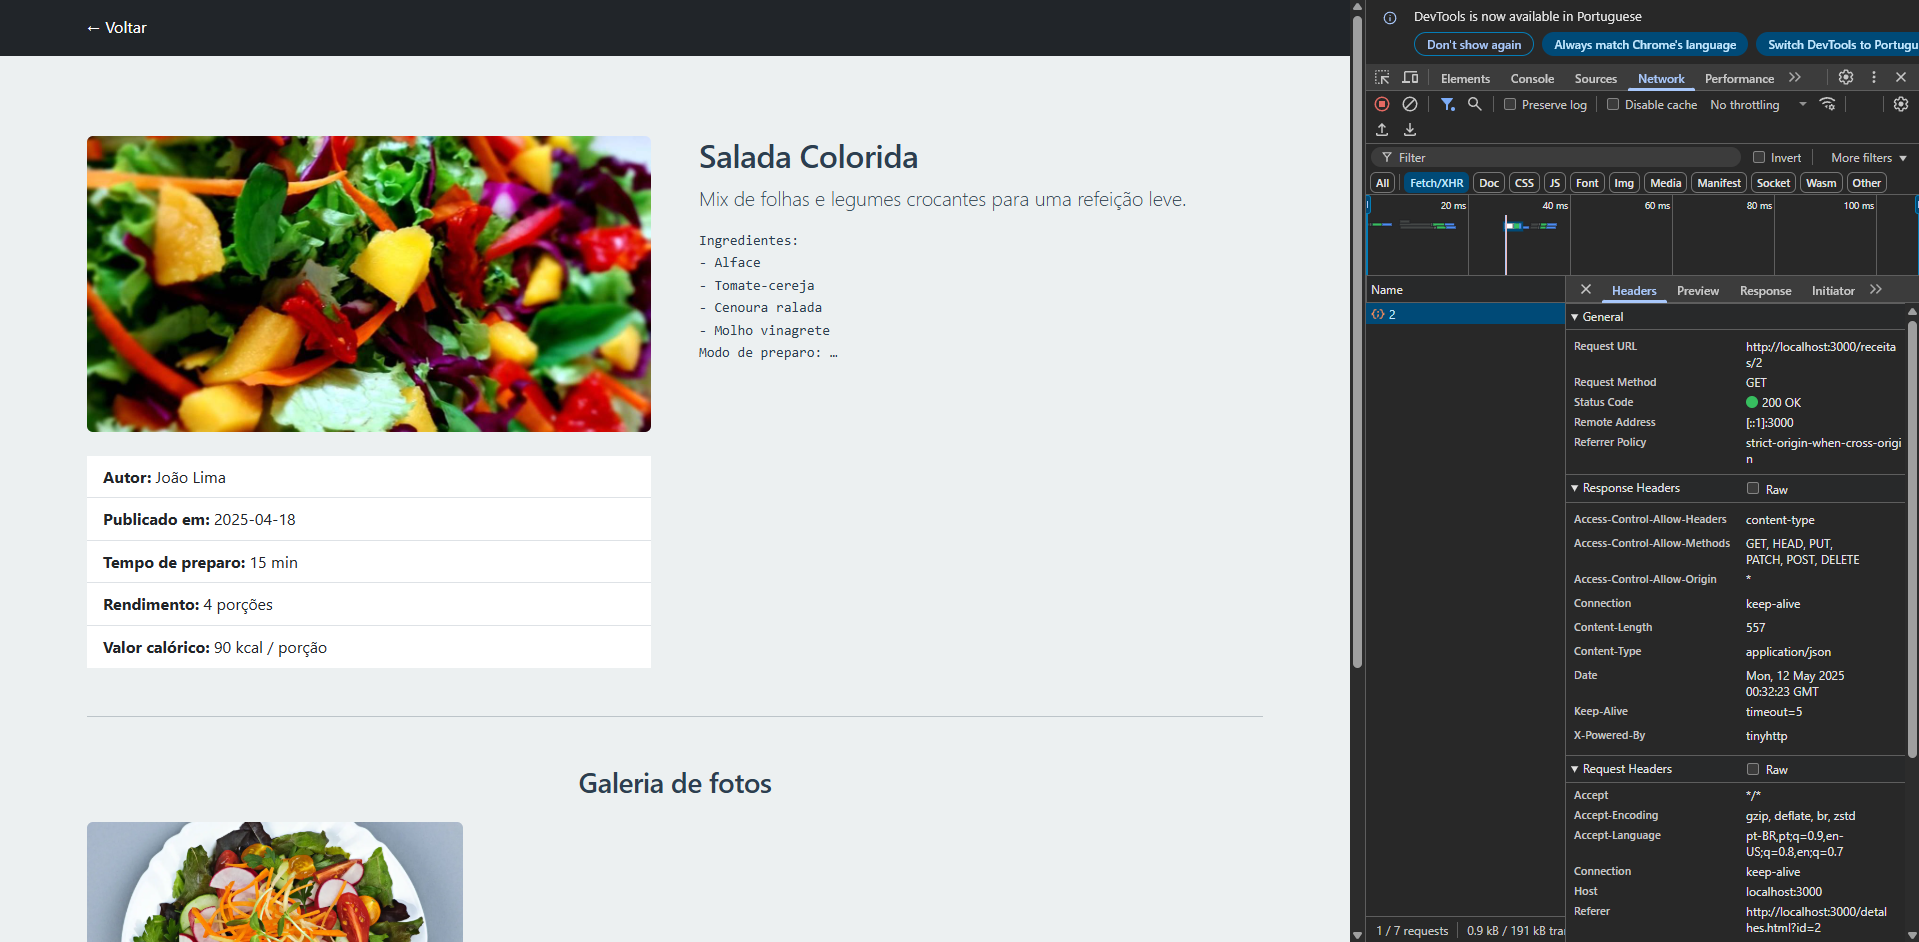 ← Voltar
Salada Colorida
Mix de folhas e legumes crocantes para uma refeição leve.
Ingredientes:
- Alface
- Tomate-cereja
- Cenoura ralada
- Molho vinagrete
Modo de preparo: …
Autor: João Lima
Publicado em: 2025-04-18
Tempo de preparo: 15 min
Rendimento: 4 porções
Valor calórico: 90 kcal / porção
Galeria de fotos
DevTools is now available in Portuguese
Don't show again Always match Chrome's language Switch DevTools to Portugu
Elements Console Sources Network Performance
Preserve log Disable cache No throttling
Filter Invert More filters
All Fetch/XHR Doc CSS JS Font Img Media Manifest Socket Wasm Other
20 ms 40 ms 60 ms 80 ms 100 ms
Name
2
Headers Preview Response Initiator
General
Request URL http://localhost:3000/receita
s/2
Request Method GET
Status Code 200 OK
Remote Address [::1]:3000
Referrer Policy strict-origin-when-cross-origi
n
Response Headers Raw
Access-Control-Allow-Headers content-type
Access-Control-Allow-Methods GET, HEAD, PUT,
PATCH, POST, DELETE
Access-Control-Allow-Origin *
Connection keep-alive
Content-Length 557
Content-Type application/json
Date Mon, 12 May 2025
00:32:23 GMT
Keep-Alive timeout=5
X-Powered-By tinyhttp
Request Headers Raw
Accept */*
Accept-Encoding gzip, deflate, br, zstd
Accept-Language pt-BR,pt;q=0.9,en-
US;q=0.8,en;q=0.7
Connection keep-alive
Host localhost:3000
Referer http://localhost:3000/detal
hes.html?id=2
1 / 7 requests 0.9 kB / 191 kB tra